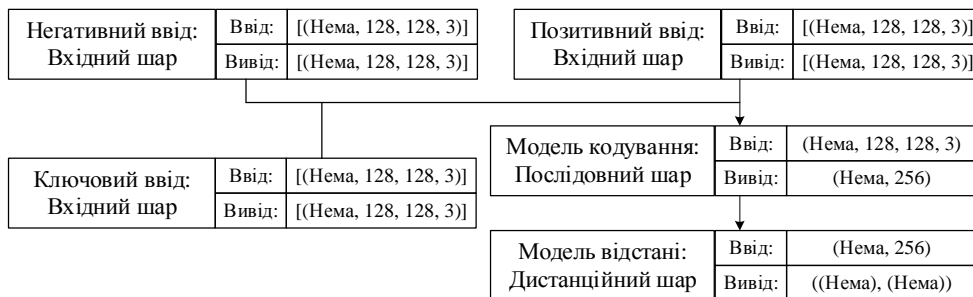 Негативний ввід:
Вхідний шар
Ввід: [(Нема, 128, 128, 3)]
Вивід: [(Нема, 128, 128, 3)]
Позитивний ввід:
Вхідний шар
Ввід: [(Нема, 128, 128, 3)]
Вивід: [(Нема, 128, 128, 3)]
Ключовий ввід:
Вхідний шар
Ввід: [(Нема, 128, 128, 3)]
Вивід: [(Нема, 128, 128, 3)]
Модель кодування:
Послідовний шар
Ввід: (Нема, 128, 128, 3)
Вивід: (Нема, 256)
Модель відстані:
Дистанційний шар
Ввід: (Нема, 256)
Вивід: ((Нема), (Нема))